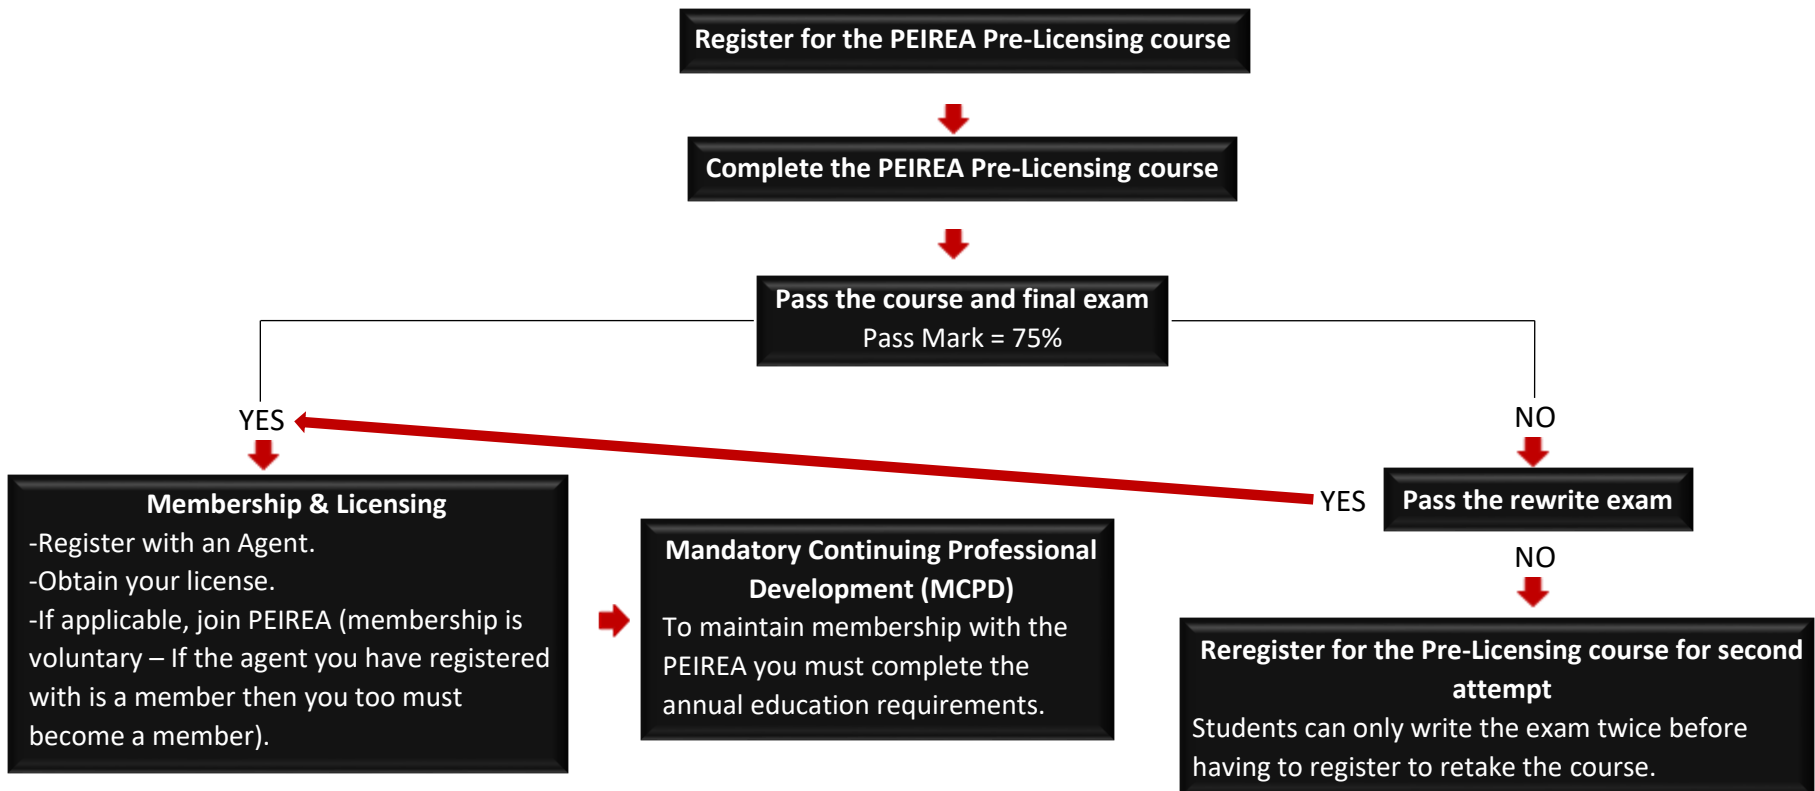 Register for the PEIREA Pre-Licensing course
Complete the PEIREA Pre-Licensing course
Pass the course and final exam
Pass Mark = 75%
YES
NO
Membership & Licensing
-Register with an Agent.
-Obtain your license.
-If applicable, join PEIREA (membership is
voluntary – If the agent you have registered
with is a member then you too must
become a member).
Mandatory Continuing Professional
Development (MCPD)
To maintain membership with the
PEIREA you must complete the
annual education requirements.
YES
Pass the rewrite exam
NO
Reregister for the Pre-Licensing course for second
attempt
Students can only write the exam twice before
having to register to retake the course.